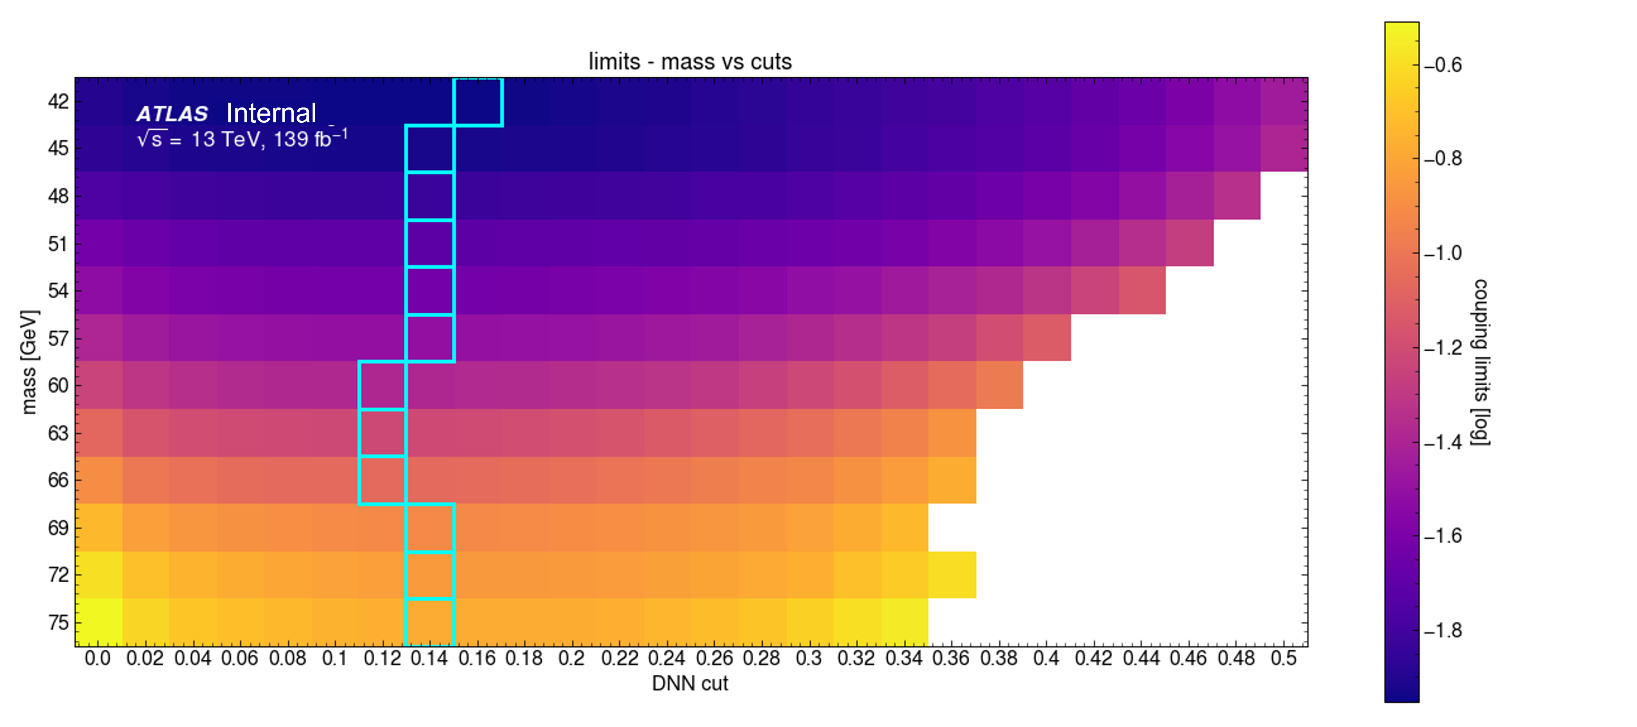 limits - mass vs cuts
ATLAS Internal
√s = 13 TeV, 139 fb⁻¹
mass [GeV]
42
45
48
51
54
57
60
63
66
69
72
75
0.0 0.02 0.04 0.06 0.08 0.1 0.12 0.14 0.16 0.18 0.2 0.22 0.24 0.26 0.28 0.3 0.32 0.34 0.36 0.38 0.4 0.42 0.44 0.46 0.48 0.5
DNN cut
−0.6
−0.8
−1.0
−1.2
−1.4
−1.6
−1.8
couping limits [log]